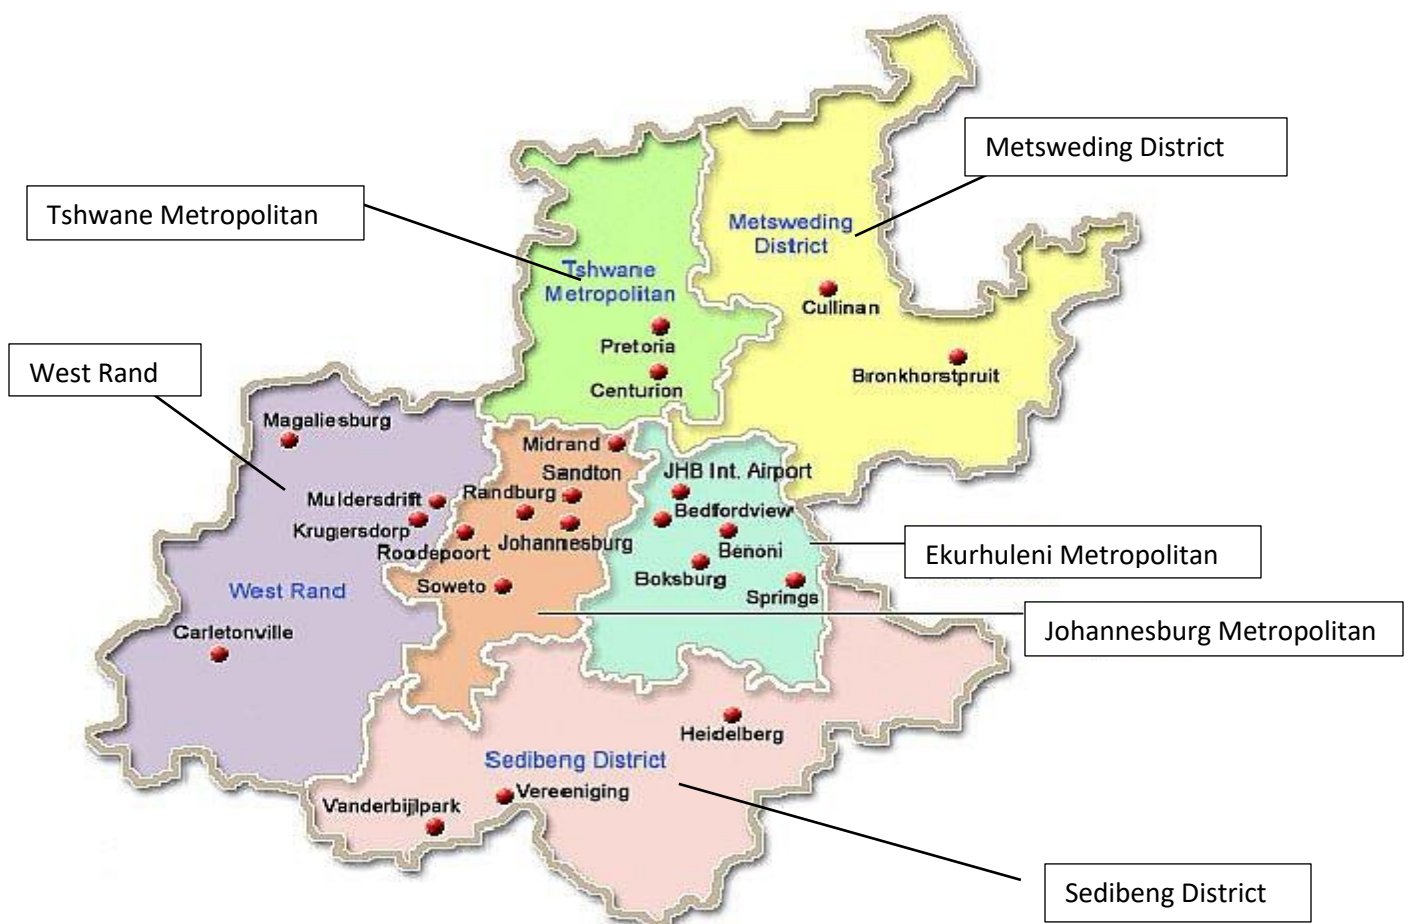 Metsweding District
Tshwane Metropolitan
Metsweding
District
Tshwane
Metropolitan
Cullinan
Pretoria
Bronkhorstpruit
West Rand
Centurion
Magaliesburg
Midrand
Sandton
JHB Int. Airport
Muldersdrift
Randburg
Bedfordview
Krugersdorp
Johannesburg
Roodepoort
Benoni
Ekurhuleni Metropolitan
Boksburg
Soweto
West Rand
Springs
Carletonville
Johannesburg Metropolitan
Heidelberg
Sedibeng District
Vereeniging
Vanderbijlpark
Sedibeng District